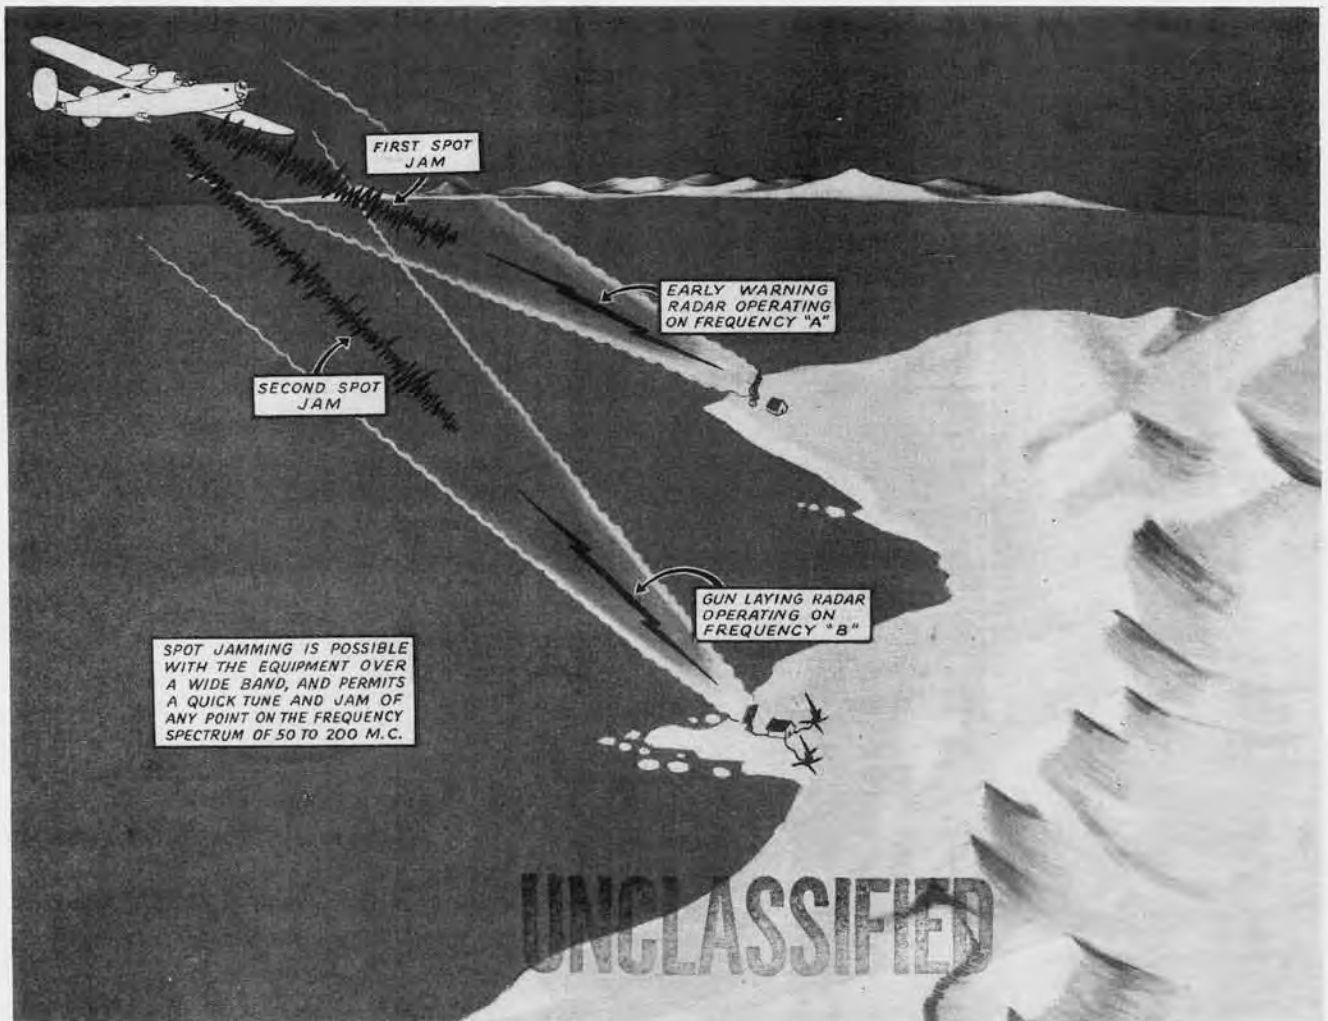 FIRST SPOT
JAM
EARLY WARNING
RADAR OPERATING
ON FREQUENCY "A"
SECOND SPOT
JAM
GUN LAYING RADAR
OPERATING ON
FREQUENCY "B"
SPOT JAMMING IS POSSIBLE
WITH THE EQUIPMENT OVER
A WIDE BAND, AND PERMITS
A QUICK TUNE AND JAM OF
ANY POINT ON THE FREQUENCY
SPECTRUM OF 50 TO 200 M.C.
UNCLASSIFIED